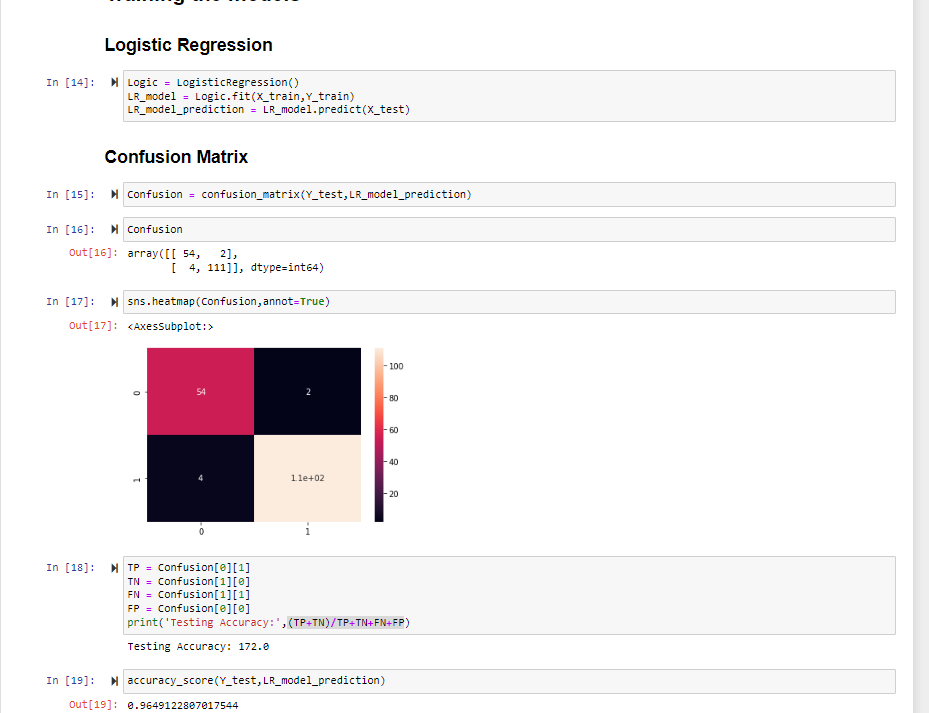 Training the Models
Logistic Regression
In [14]:
Logic = LogisticRegression()
LR_model = Logic.fit(X_train,Y_train)
LR_model_prediction = LR_model.predict(X_test)
Confusion Matrix
In [15]: Confusion = confusion_matrix(Y_test,LR_model_prediction)
In [16]: Confusion
Out[16]: array([[ 54,   2],
[  4, 111]], dtype=int64)
In [17]: sns.heatmap(Confusion,annot=True)
Out[17]: <AxesSubplot:>
100
0 54 2
80
60
40
1 4 1.1e+02
20
0 1
In [18]: TP = Confusion[0][1]
TN = Confusion[1][0]
FN = Confusion[1][1]
FP = Confusion[0][0]
print('Testing Accuracy:',(TP+TN)/TP+TN+FN+FP)
Testing Accuracy: 172.0
In [19]: accuracy_score(Y_test,LR_model_prediction)
Out[19]: 0.9649122807017544